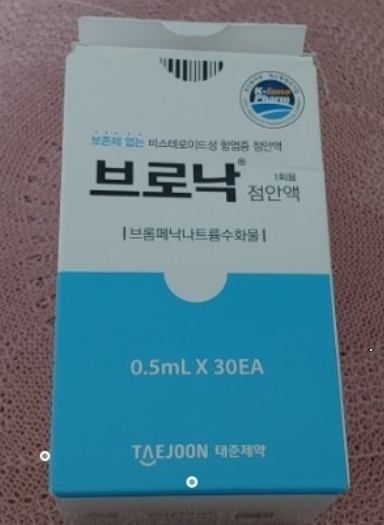 K-lono
Pharm
보존제 없는 비스테로이드성 항염증 점안액
브로낙® 1회용 점안액
|브롬페낙나트륨수화물|
0.5mL X 30EA
TAEJOON 태준제약